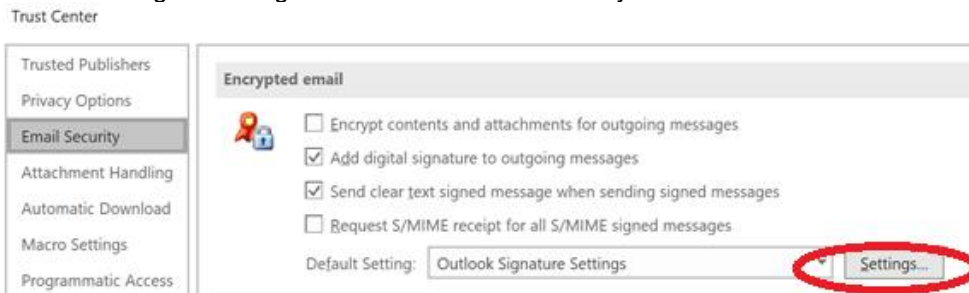 Trust Center
Trusted Publishers
Privacy Options
Email Security
Attachment Handling
Automatic Download
Macro Settings
Programmatic Access
Encrypted email
Encrypt contents and attachments for outgoing messages
Add digital signature to outgoing messages
Send clear text signed message when sending signed messages
Request S/MIME receipt for all S/MIME signed messages
Default Setting: Outlook Signature Settings Settings...